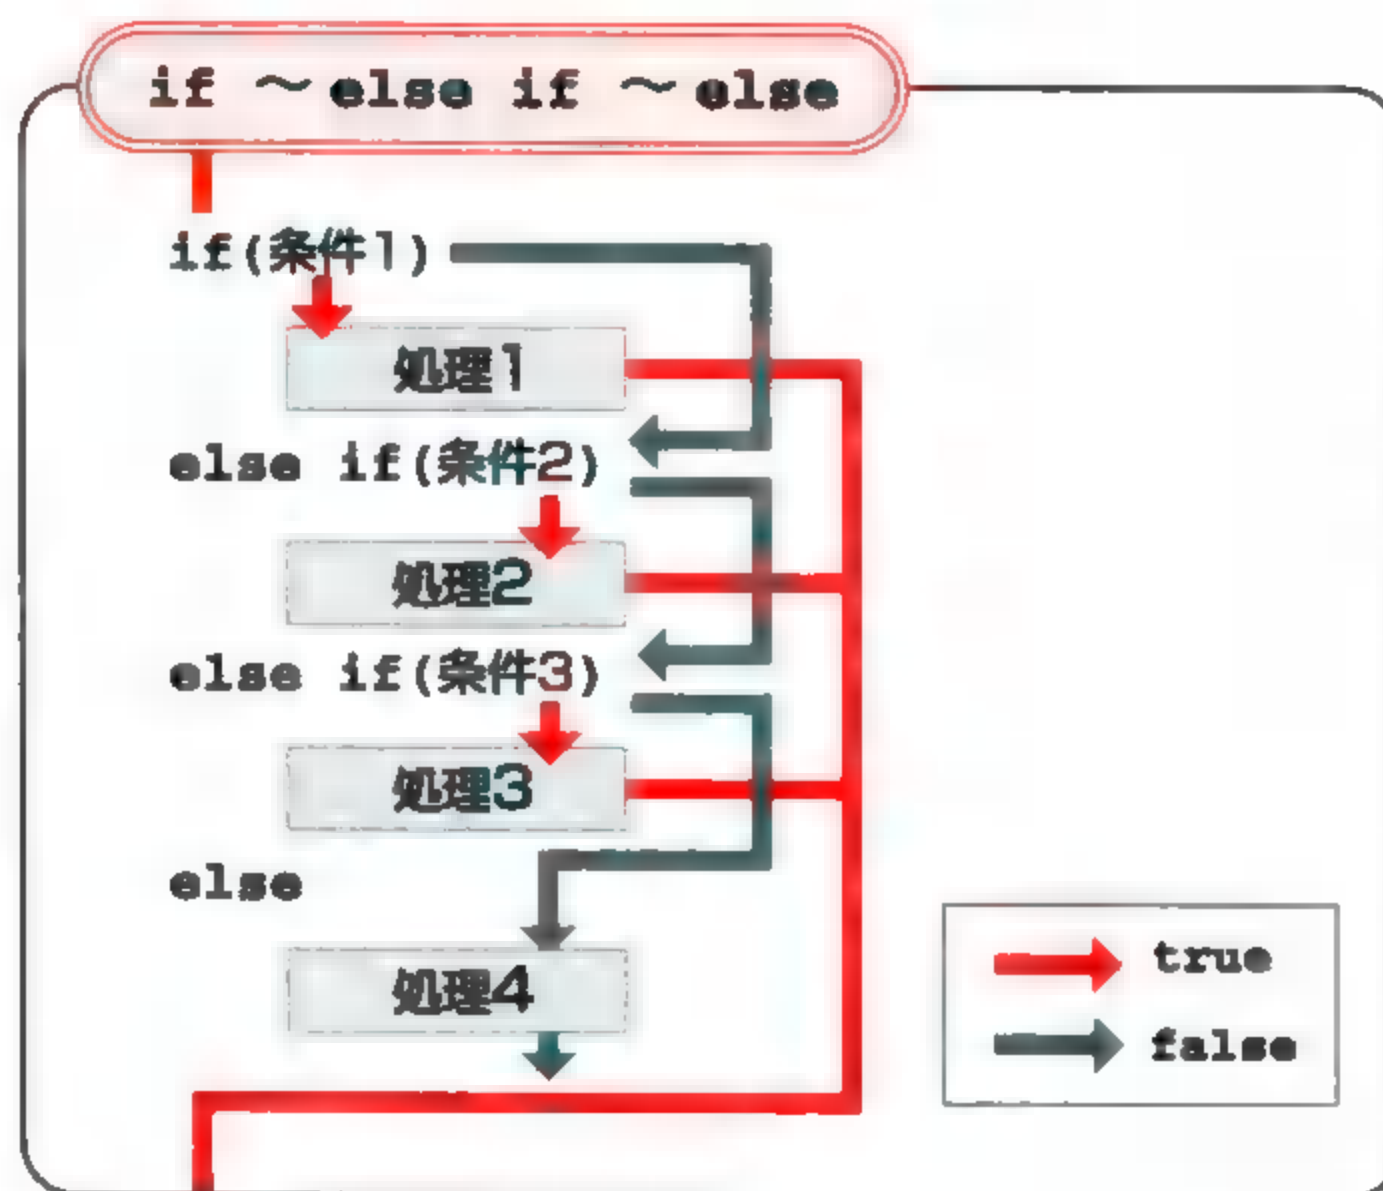 if ～ else if ～ else
if(条件1)
処理1
else if(条件2)
処理2
else if(条件3)
処理3
else
処理4
true
false